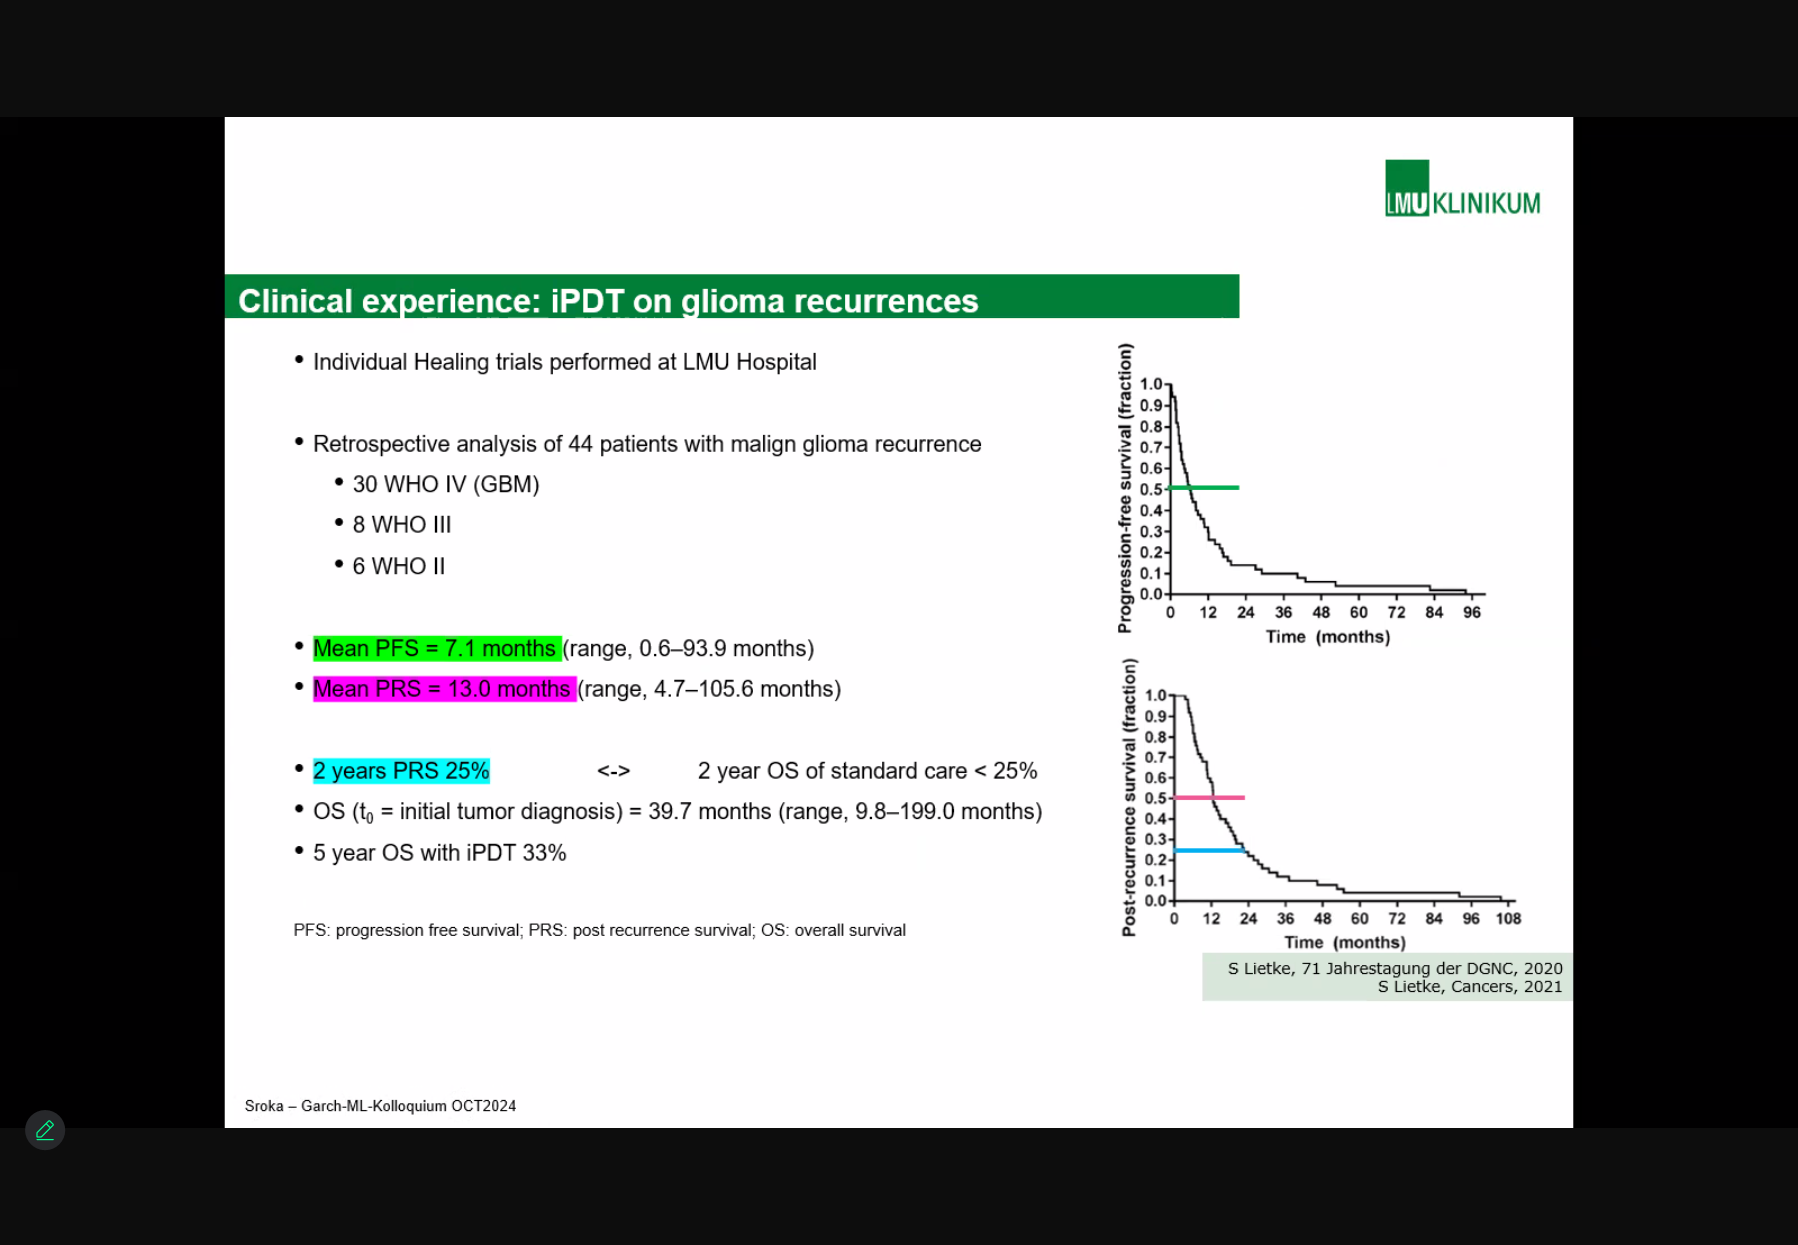 LMU KLINIKUM
Clinical experience: iPDT on glioma recurrences
• Individual Healing trials performed at LMU Hospital
• Retrospective analysis of 44 patients with malign glioma recurrence
• 30 WHO IV (GBM)
• 8 WHO III
• 6 WHO II
• Mean PFS = 7.1 months (range, 0.6–93.9 months)
• Mean PRS = 13.0 months (range, 4.7–105.6 months)
• 2 years PRS 25% <-> 2 year OS of standard care < 25%
• OS (t₀ = initial tumor diagnosis) = 39.7 months (range, 9.8–199.0 months)
• 5 year OS with iPDT 33%
PFS: progression free survival; PRS: post recurrence survival; OS: overall survival
Progression-free survival (fraction)
1.0
0.9
0.8
0.7
0.6
0.5
0.4
0.3
0.2
0.1
0.0
0 12 24 36 48 60 72 84 96
Time (months)
Post-recurrence survival (fraction)
1.0
0.9
0.8
0.7
0.6
0.5
0.4
0.3
0.2
0.1
0.0
0 12 24 36 48 60 72 84 96 108
Time (months)
S Lietke, 71 Jahrestagung der DGNC, 2020
S Lietke, Cancers, 2021
Sroka – Garch-ML-Kolloquium OCT2024